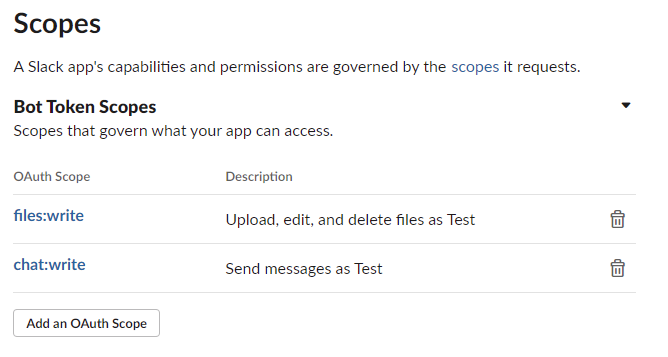 Scopes
A Slack app's capabilities and permissions are governed by the scopes it requests.
Bot Token Scopes
Scopes that govern what your app can access.
OAuth Scope Description
files:write Upload, edit, and delete files as Test
chat:write Send messages as Test
Add an OAuth Scope